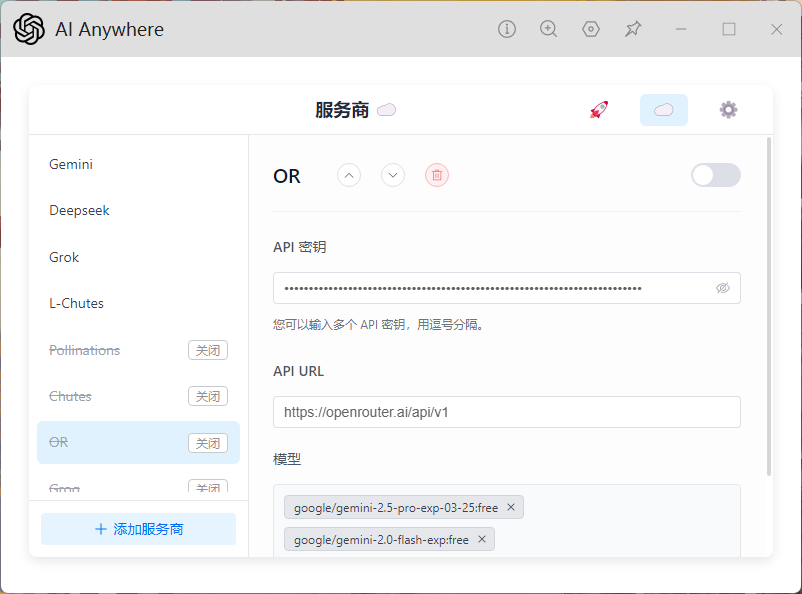 AI Anywhere
服务商
Gemini
Deepseek
Grok
L-Chutes
Pollinations 关闭
Chutes 关闭
OR 关闭
Groq 关闭
添加服务商
OR
API 密钥
您可以输入多个 API 密钥，用逗号分隔。
API URL
https://openrouter.ai/api/v1
模型
google/gemini-2.5-pro-exp-03-25:free
google/gemini-2.0-flash-exp:free